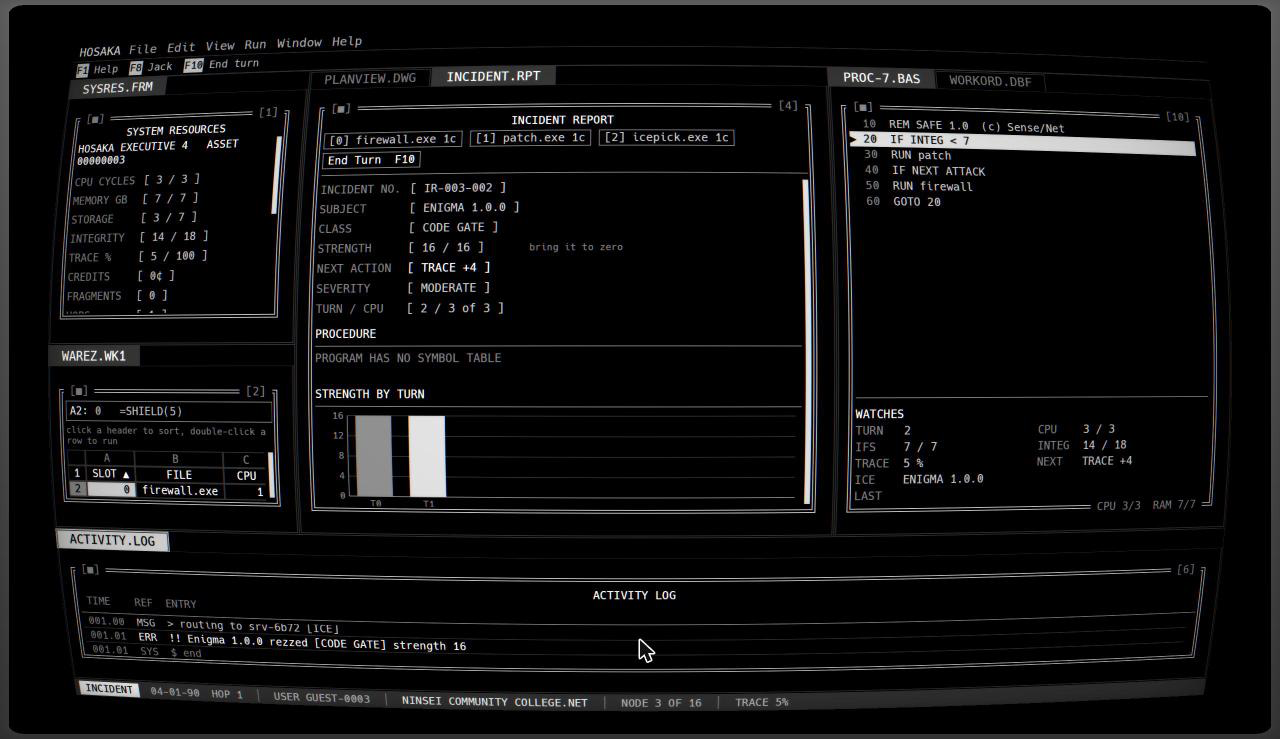 HOSAKA File Edit View Run Window Help
F1 Help F8 Jack F10 End turn
SYSRES.FRM
[■] [1]
SYSTEM RESOURCES
HOSAKA EXECUTIVE 4 ASSET
00000003
CPU CYCLES [ 3 / 3 ]
MEMORY GB [ 7 / 7 ]
STORAGE [ 3 / 7 ]
INTEGRITY [ 14 / 18 ]
TRACE % [ 5 / 100 ]
CREDITS [ 0¢ ]
FRAGMENTS [ 0 ]
WAREZ.WK1
[■] [2]
A2: 0 =SHIELD(5)
click a header to sort, double-click a
row to run
A B C
1 SLOT ▲ FILE CPU
2 0 firewall.exe 1
PLANVIEW.DWG INCIDENT.RPT
[■] [4]
INCIDENT REPORT
[0] firewall.exe 1c [1] patch.exe 1c [2] icepick.exe 1c
End Turn F10
INCIDENT NO. [ IR-003-002 ]
SUBJECT [ ENIGMA 1.0.0 ]
CLASS [ CODE GATE ]
STRENGTH [ 16 / 16 ] bring it to zero
NEXT ACTION [ TRACE +4 ]
SEVERITY [ MODERATE ]
TURN / CPU [ 2 / 3 of 3 ]
PROCEDURE
PROGRAM HAS NO SYMBOL TABLE
STRENGTH BY TURN
16
12
8
4
0
T0 T1
PROC-7.BAS WORKORD.DBF
[■] [10]
10 REM SAFE 1.0 (c) Sense/Net
► 20 IF INTEG < 7
30 RUN patch
40 IF NEXT ATTACK
50 RUN firewall
60 GOTO 20
WATCHES
TURN 2 CPU 3 / 3
IFS 7 / 7 INTEG 14 / 18
TRACE 5 % NEXT TRACE +4
ICE ENIGMA 1.0.0
LAST
CPU 3/3 RAM 7/7
ACTIVITY.LOG
[■] [6]
ACTIVITY LOG
TIME REF ENTRY
001.00 MSG > routing to srv-6b72 [ICE]
001.01 ERR !! Enigma 1.0.0 rezzed [CODE GATE] strength 16
001.01 SYS $ end
INCIDENT 04-01-90 HOP 1 │ USER GUEST-0003 │ NINSEI COMMUNITY COLLEGE.NET │ NODE 3 OF 16 │ TRACE 5%